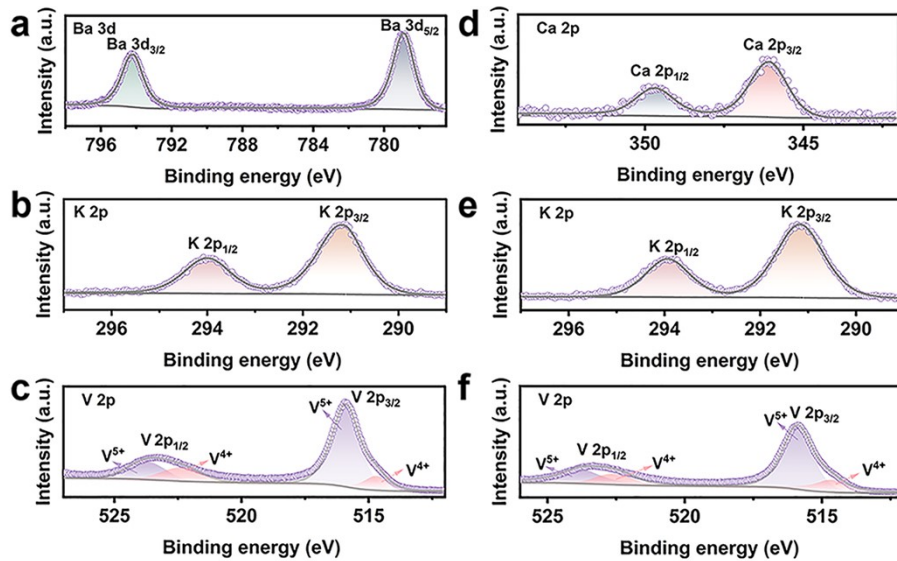 a
Ba 3d
Ba 3d3/2
Ba 3d5/2
Intensity (a.u.)
796 792 788 784 780
Binding energy (eV)
d
Ca 2p
Ca 2p1/2
Ca 2p3/2
Intensity (a.u.)
350 345
Binding energy (eV)
b
K 2p
K 2p1/2
K 2p3/2
Intensity (a.u.)
296 294 292 290
Binding energy (eV)
e
K 2p
K 2p1/2
K 2p3/2
Intensity (a.u.)
296 294 292 290
Binding energy (eV)
c
V 2p
V5+
V 2p1/2
V4+
V5+
V 2p3/2
V4+
Intensity (a.u.)
525 520 515
Binding energy (eV)
f
V 2p
V5+
V 2p1/2
V4+
V5+
V 2p3/2
V4+
Intensity (a.u.)
525 520 515
Binding energy (eV)